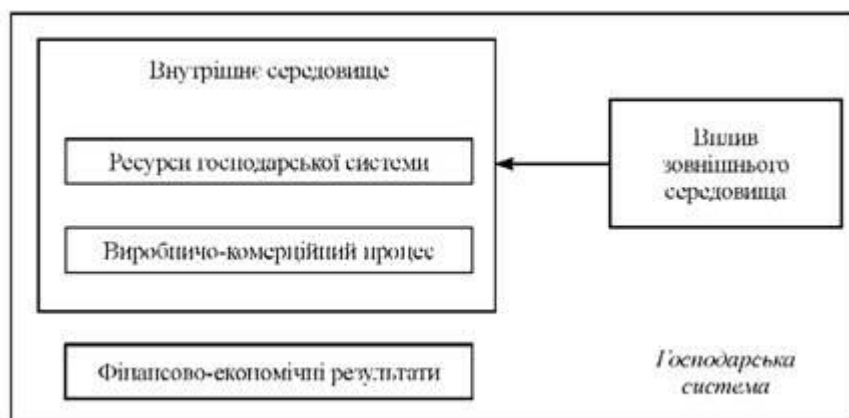 Внутрішнє середовище
Ресурси господарської системи
Виробничо-комерційний процес
Фінансово-економічні результати
Вплив
зовнішнього
середовища
Господарська
система